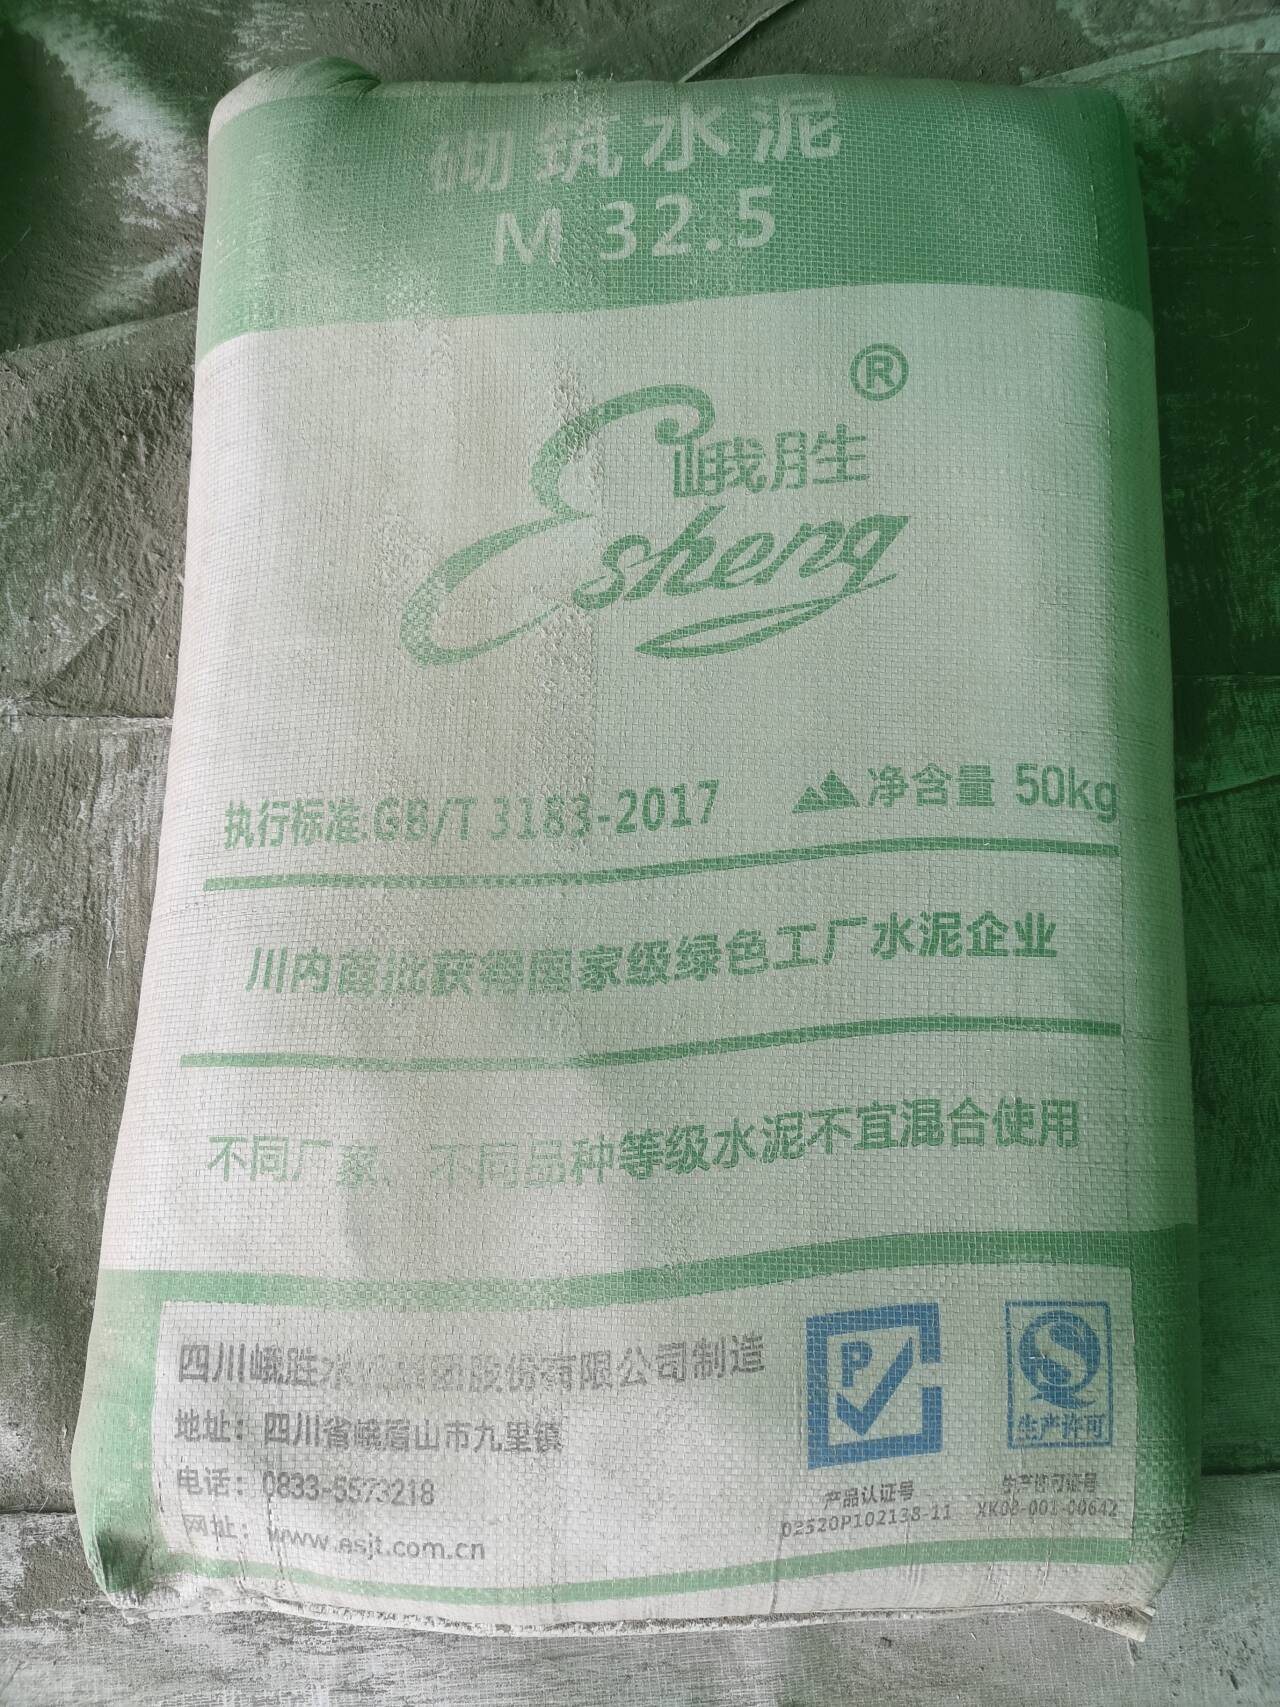 砌筑水泥
M 32.5
®
峨胜
Esheng
执行标准:GB/T 3183-2017
净含量 50kg
川内首批获得国家级绿色工厂水泥企业
不同厂家、不同品种等级水泥不宜混合使用
四川峨胜水泥集团股份有限公司制造
地址：四川省峨眉山市九里镇
电话：0833-5573218
网址：www.esjt.com.cn
P
生产许可
产品认证号
02520P102138-11
生产许可证号
XK08-001-00642